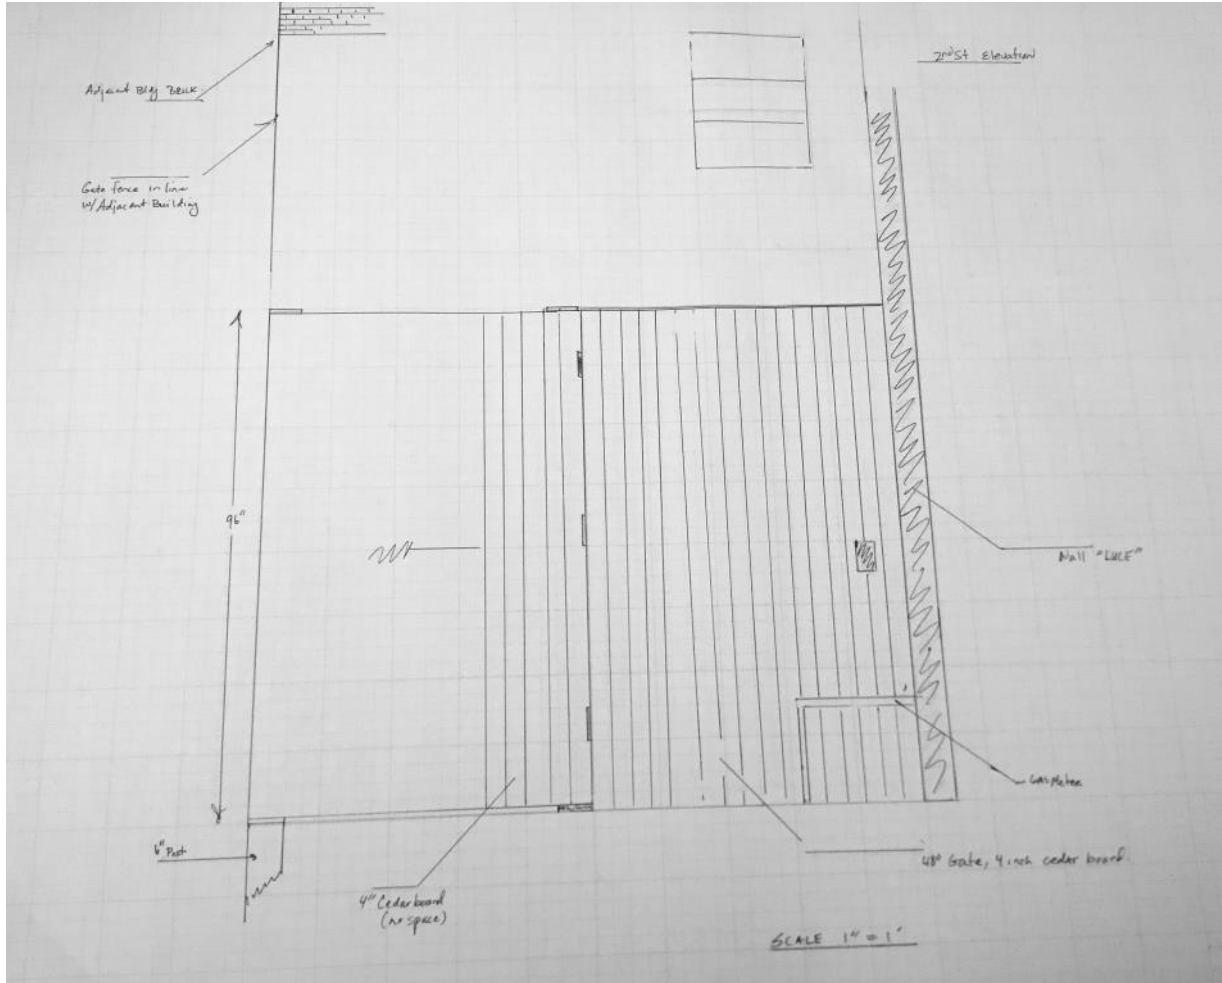 2nd St Elevation
Adjacent Bldg Brick
Gate fence in line
w/ Adjacent Building
96"
Wall "LULE"
Gas Meter
6" Post
48" Gate, 4 inch cedar board.
4" Cedar board
(no space)
SCALE 1" = 1'